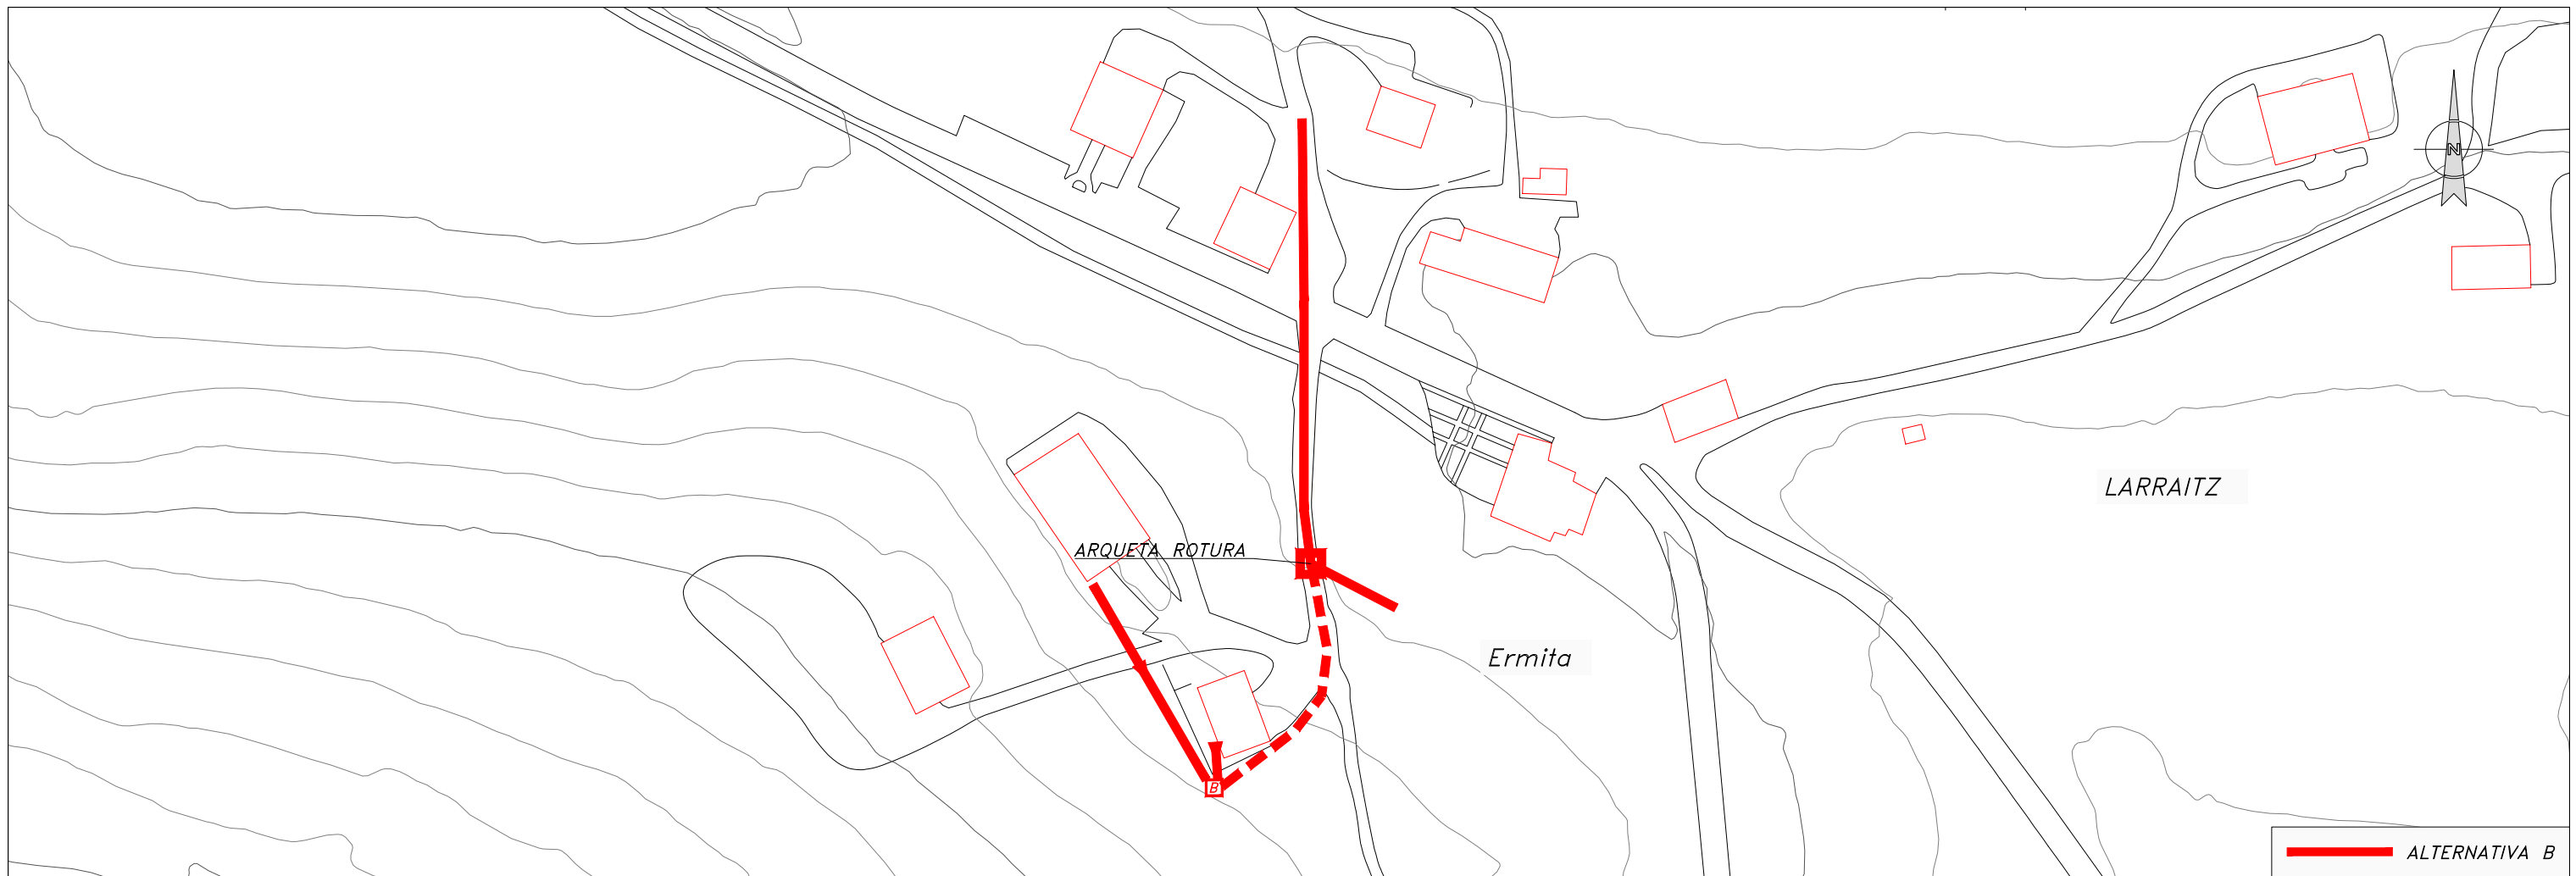 N
LARRAITZ
ARQUETA ROTURA
Ermita
B
ALTERNATIVA B